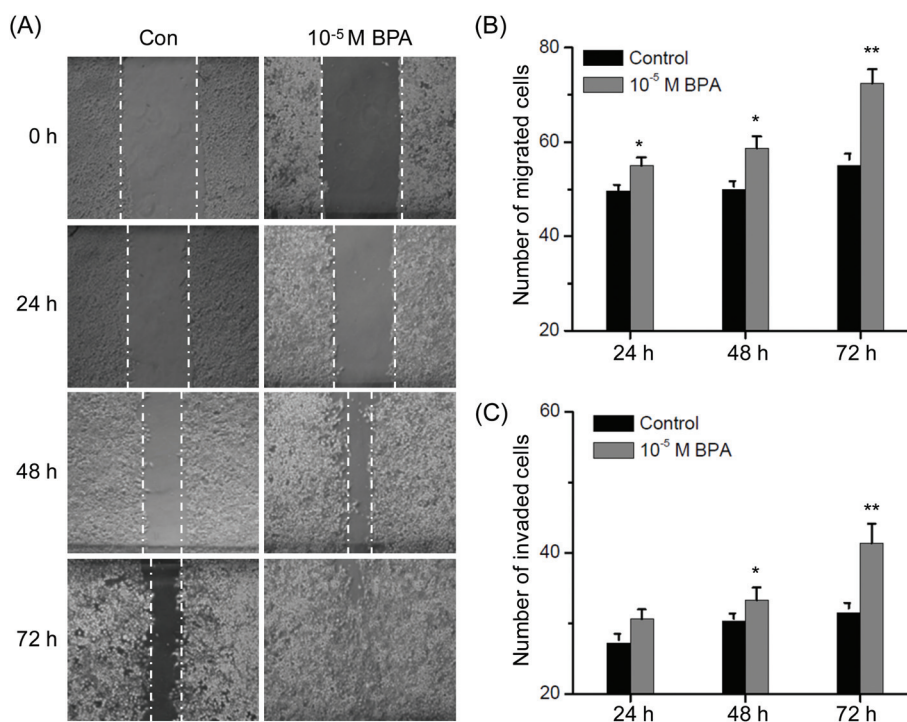 (A)
Con
10⁻⁵ M BPA
0 h
24 h
48 h
72 h
(B)
Number of migrated cells
80
60
40
20
Control
10⁻⁵ M BPA
*
*
**
24 h
48 h
72 h
(C)
Number of invaded cells
60
40
20
Control
10⁻⁵ M BPA
*
**
24 h
48 h
72 h